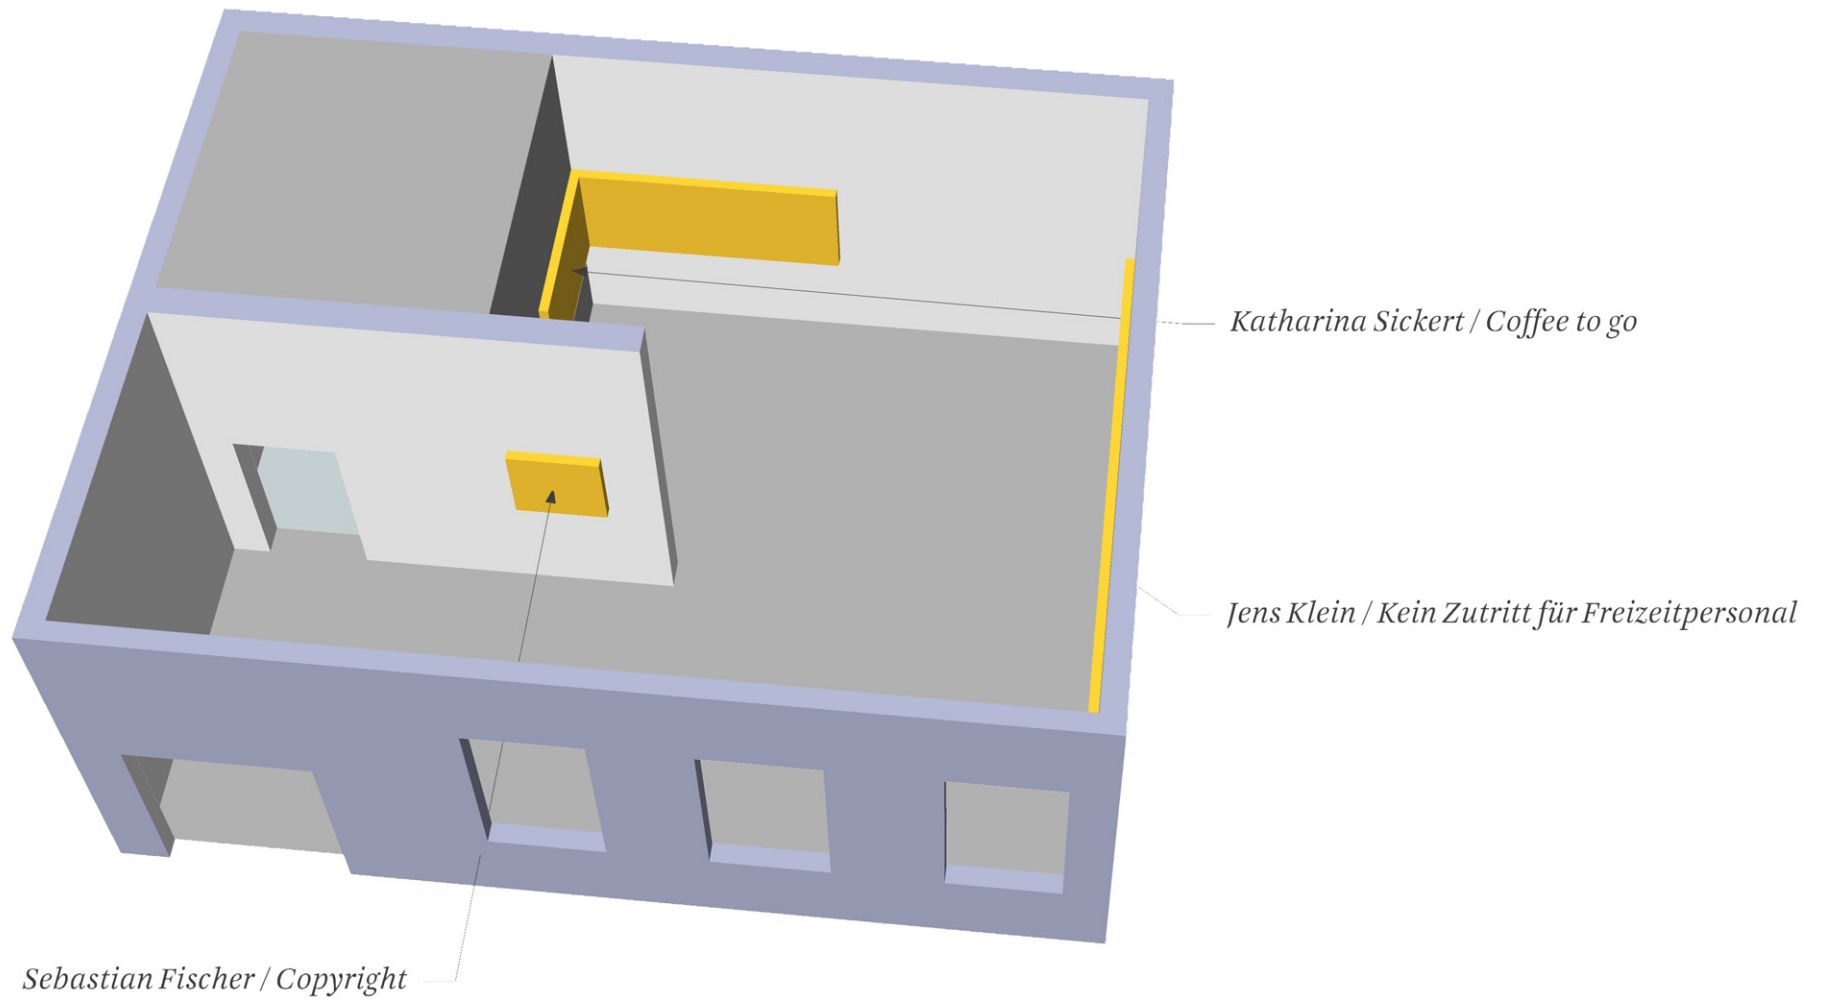 Katharina Sickert / Coffee to go
Jens Klein / Kein Zutritt für Freizeitpersonal
Sebastian Fischer / Copyright